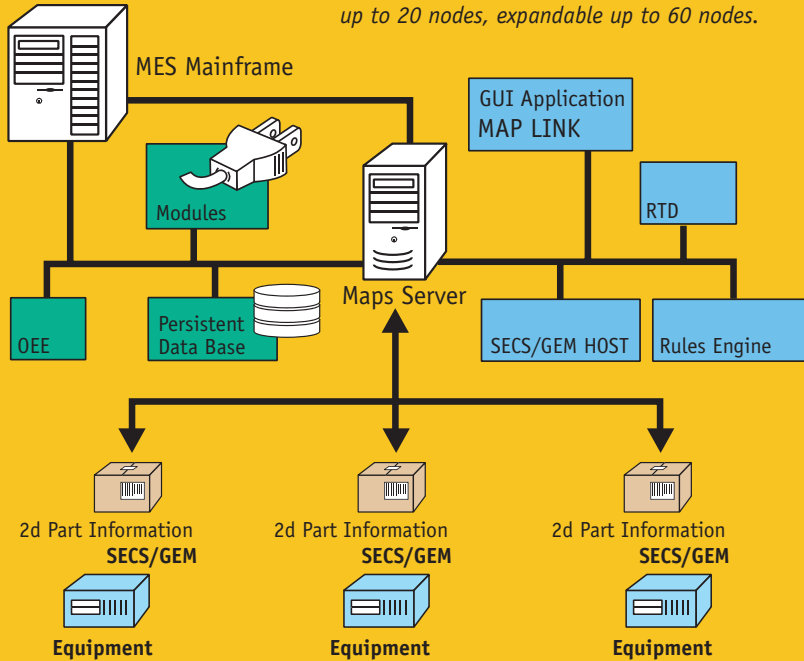 up to 20 nodes, expandable up to 60 nodes.
MES Mainframe
GUI Application
MAP LINK
Modules
RTD
Maps Server
OEE
Persistent
Data Base
SECS/GEM HOST
Rules Engine
2d Part Information
SECS/GEM
Equipment
2d Part Information
SECS/GEM
Equipment
2d Part Information
SECS/GEM
Equipment